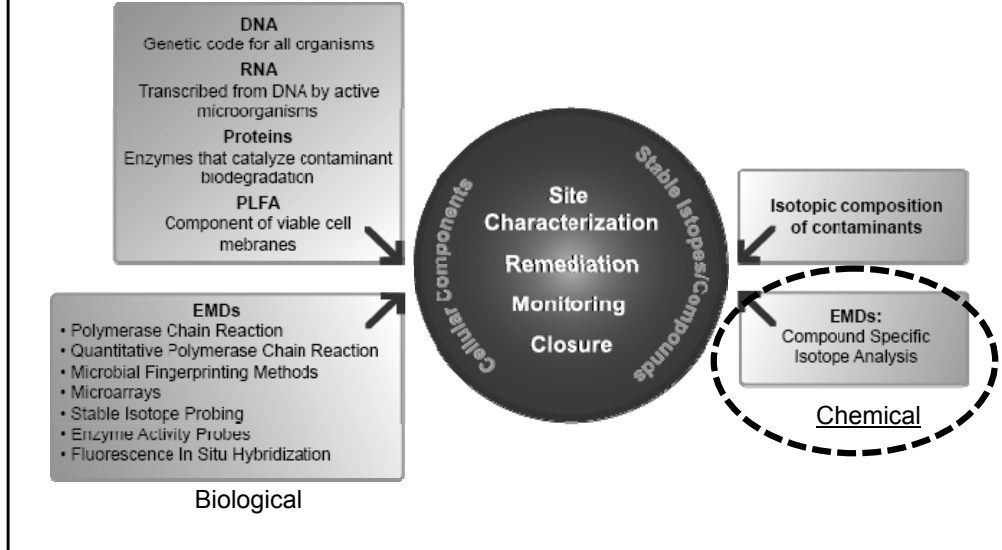 DNA
Genetic code for all organisms
RNA
Transcribed from DNA by active
microorganisms
Proteins
Enzymes that catalyze contaminant
biodegradation
PLFA
Component of viable cell
mebranes
EMDs
• Polymerase Chain Reaction
• Quantitative Polymerase Chain Reaction
• Microbial Fingerprinting Methods
• Microarrays
• Stable Isotope Probing
• Enzyme Activity Probes
• Fluorescence In Situ Hybridization
Biological
Cellular Components
Site
Characterization
Remediation
Monitoring
Closure
Stable Istopes/Compounds
Isotopic composition
of contaminants
EMDs:
Compound Specific
Isotope Analysis
Chemical